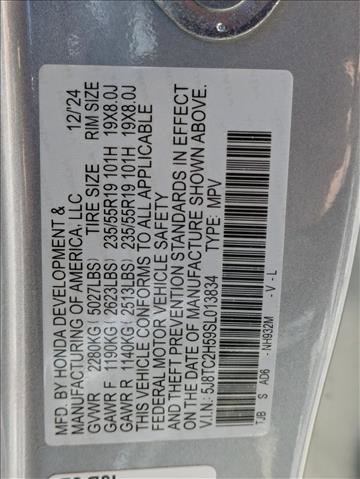 MFD. BY HONDA DEVELOPMENT &
MANUFACTURING OF AMERICA, LLC 12/'24
GVWR 2280KG(5027LBS) TIRE SIZE RIM SIZE
GAWR F 1190KG(2623LBS) 235/55R19 101H 19X8.0J
GAWR R 1140KG(2513LBS) 235/55R19 101H 19X8.0J
THIS VEHICLE CONFORMS TO ALL APPLICABLE
FEDERAL MOTOR VEHICLE SAFETY
AND THEFT PREVENTION STANDARDS IN EFFECT
ON THE DATE OF MANUFACTURE SHOWN ABOVE.
V.I.N.: 5J8TC2H59SL013834 TYPE: MPV
TJB S AD6 - NH932M - V - L